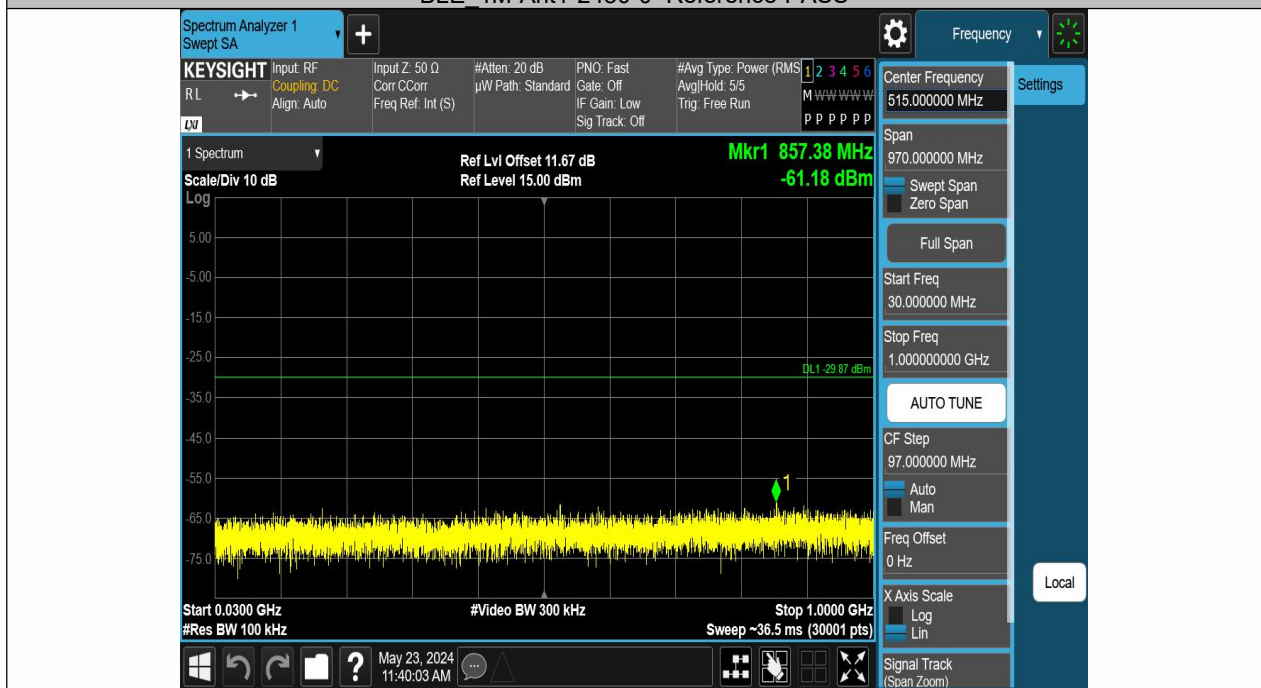 Spectrum Analyzer 1
Swept SA
+
Frequency
KEYSIGHT
RL
LXI
Input: RF
Coupling: DC
Align: Auto
Input Z: 50 Ω
Corr CCorr
Freq Ref: Int (S)
#Atten: 20 dB
µW Path: Standard
PNO: Fast
Gate: Off
IF Gain: Low
Sig Track: Off
#Avg Type: Power (RMS
Avg|Hold: 5/5
Trig: Free Run
1 2 3 4 5 6
M W W W W W
P P P P P P
Center Frequency
515.000000 MHz
Settings
Span
970.000000 MHz
Swept Span
Zero Span
Full Span
Start Freq
30.000000 MHz
Stop Freq
1.000000000 GHz
AUTO TUNE
CF Step
97.000000 MHz
Auto
Man
Freq Offset
0 Hz
X Axis Scale
Log
Lin
Signal Track
(Span Zoom)
Local
1 Spectrum
Scale/Div 10 dB
Log
Ref Lvl Offset 11.67 dB
Ref Level 15.00 dBm
Mkr1 857.38 MHz
-61.18 dBm
5.00
-5.00
-15.0
-25.0
DL1 -29.87 dBm
-35.0
-45.0
-55.0
1
-65.0
-75.0
Start 0.0300 GHz
#Video BW 300 kHz
Stop 1.0000 GHz
#Res BW 100 kHz
Sweep ~36.5 ms (30001 pts)
?
May 23, 2024
11:40:03 AM